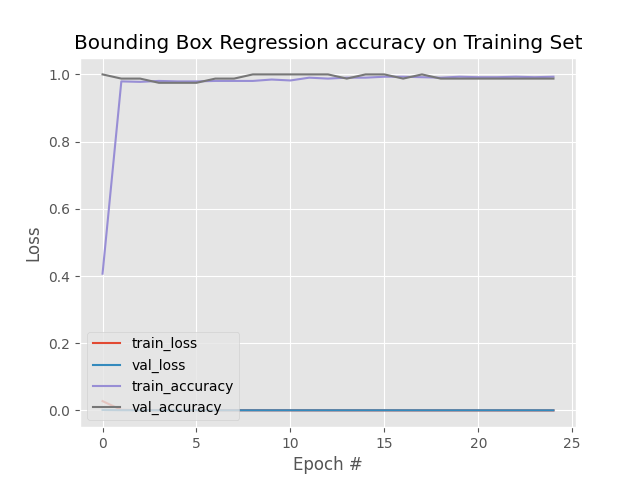 Bounding Box Regression accuracy on Training Set
1.0
0.8
0.6
0.4
0.2
0.0
Loss
train_loss
val_loss
train_accuracy
val_accuracy
0 5 10 15 20 25
Epoch #